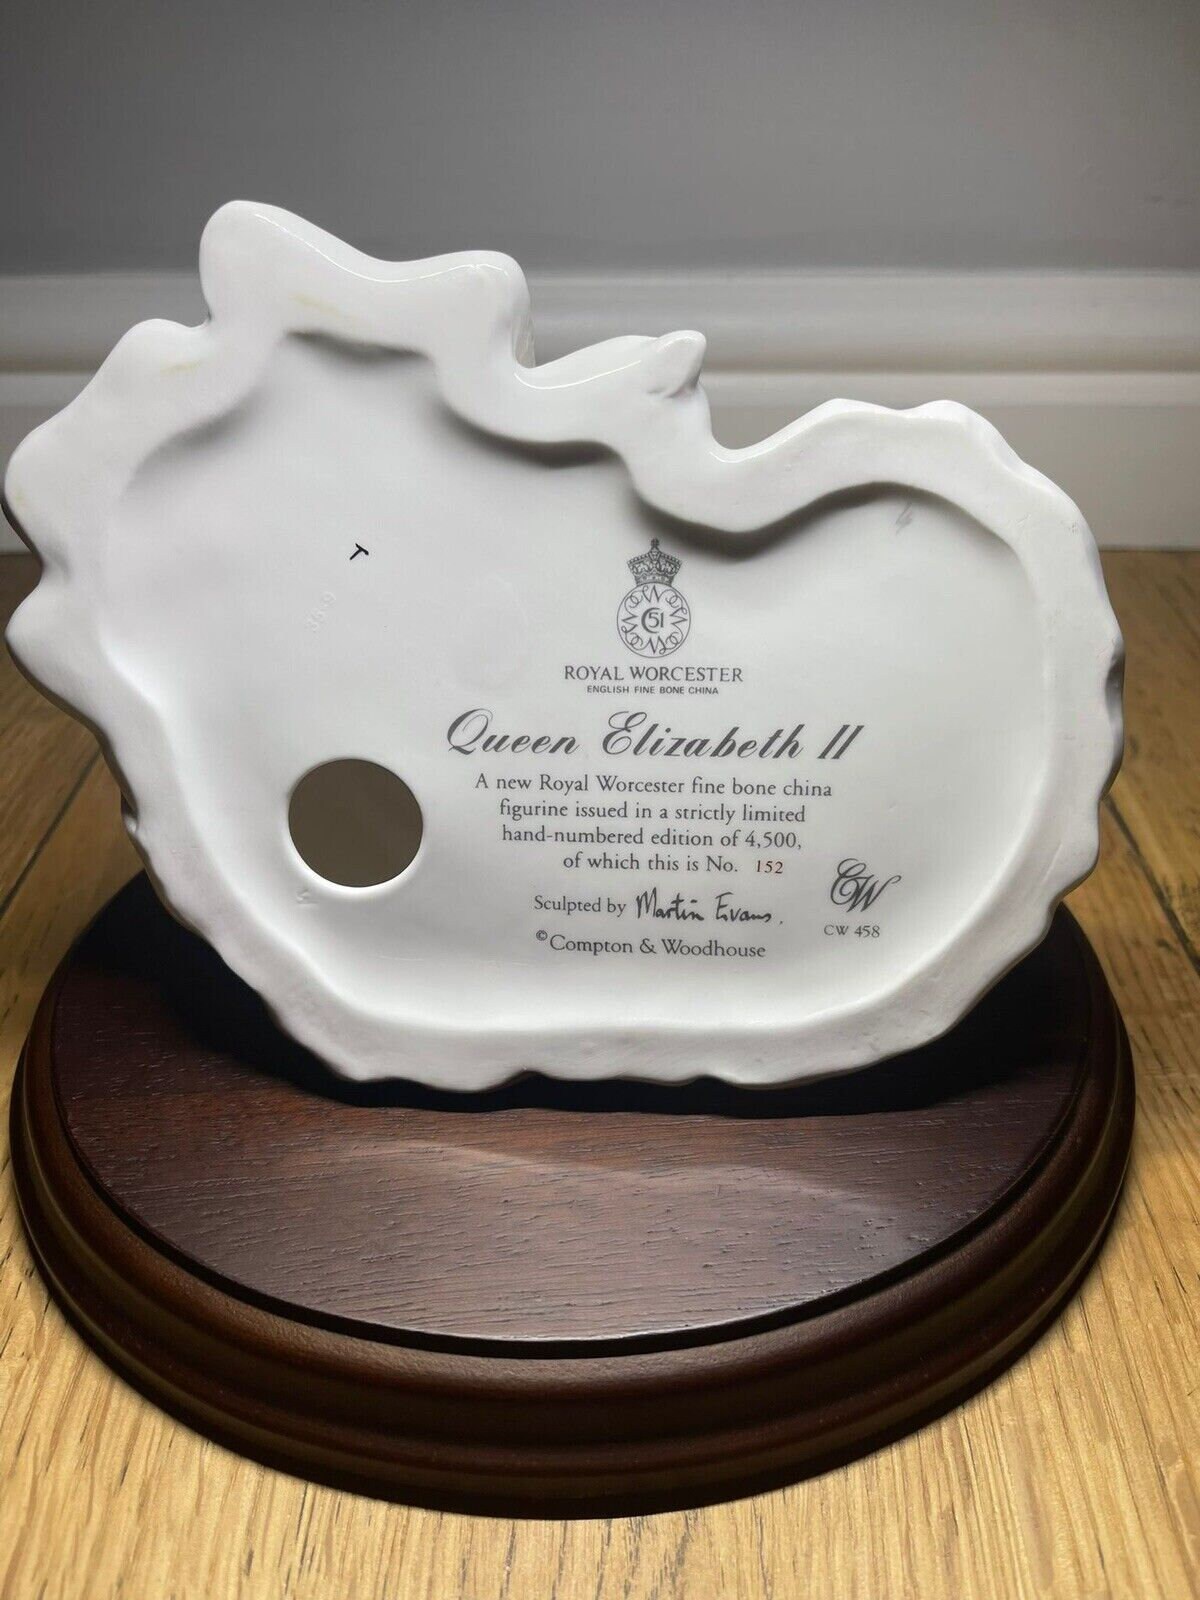 T
51
ROYAL WORCESTER
ENGLISH FINE BONE CHINA
Queen Elizabeth II
A new Royal Worcester fine bone china
figurine issued in a strictly limited
hand-numbered edition of 4,500,
of which this is No. 152
Sculpted by Martin Evans.
© Compton & Woodhouse
CW
CW 458